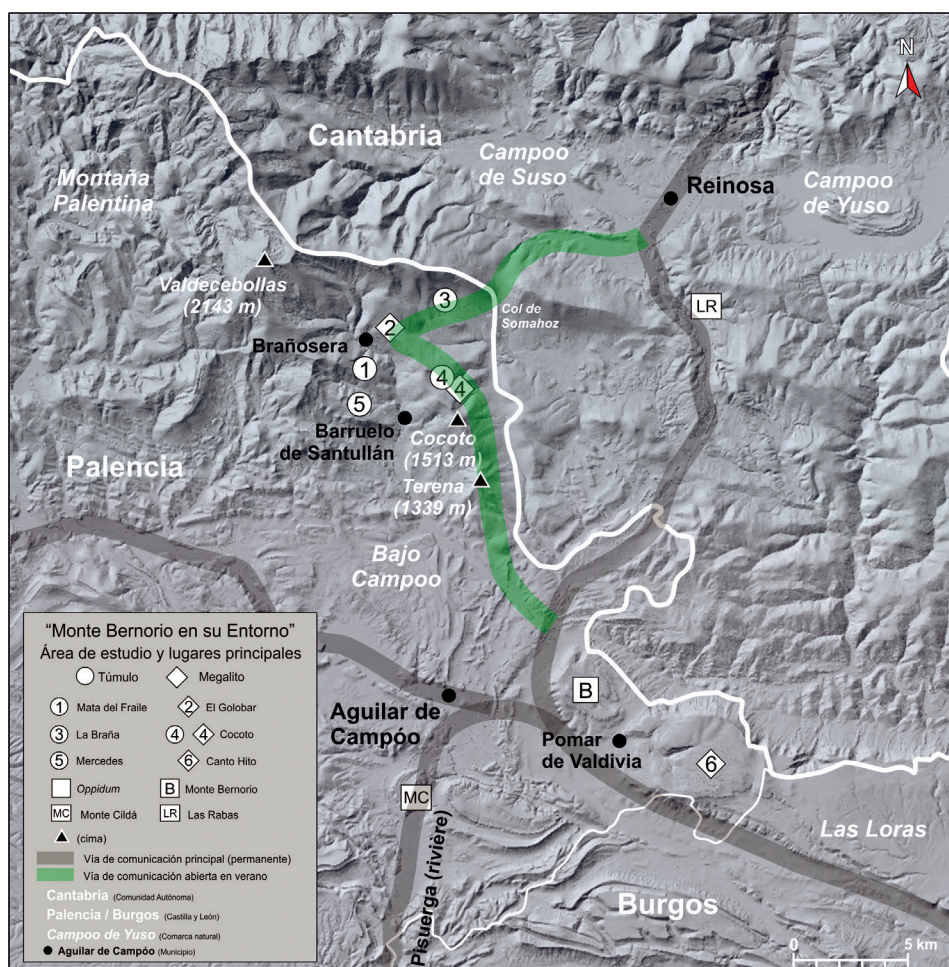 N
Cantabria
Campoo
de Suso
Montaña
Palentina
Reinosa
Campoo
de Yuso
Valdecebollas
(2143 m)
3
Col de
Somahoz
LR
2
Brañosera
1
4
4
5
Barruelo
de Santullán
Cocoto
(1513 m)
Palencia
Terena
(1339 m)
Bajo
Campoo
B
Aguilar de
Campóo
Pomar
de Valdivia
6
MC
Las Loras
Pisuerga (rivière)
Burgos
0 5 km
“Monte Bernorio en su Entorno”
Área de estudio y lugares principales
Túmulo Megalito
1 Mata del Fraile 2 El Golobar
3 La Braña 4 4 Cocoto
5 Mercedes 6 Canto Hito
Oppidum B Monte Bernorio
MC Monte Cildá LR Las Rabas
(cima)
Vía de comunicación principal (permanente)
Vía de comunicación abierta en verano
Cantabria (Comunidad Autónoma)
Palencia / Burgos (Castilla y León)
Campoo de Yuso (Comarca natural)
Aguilar de Campóo (Municipio)